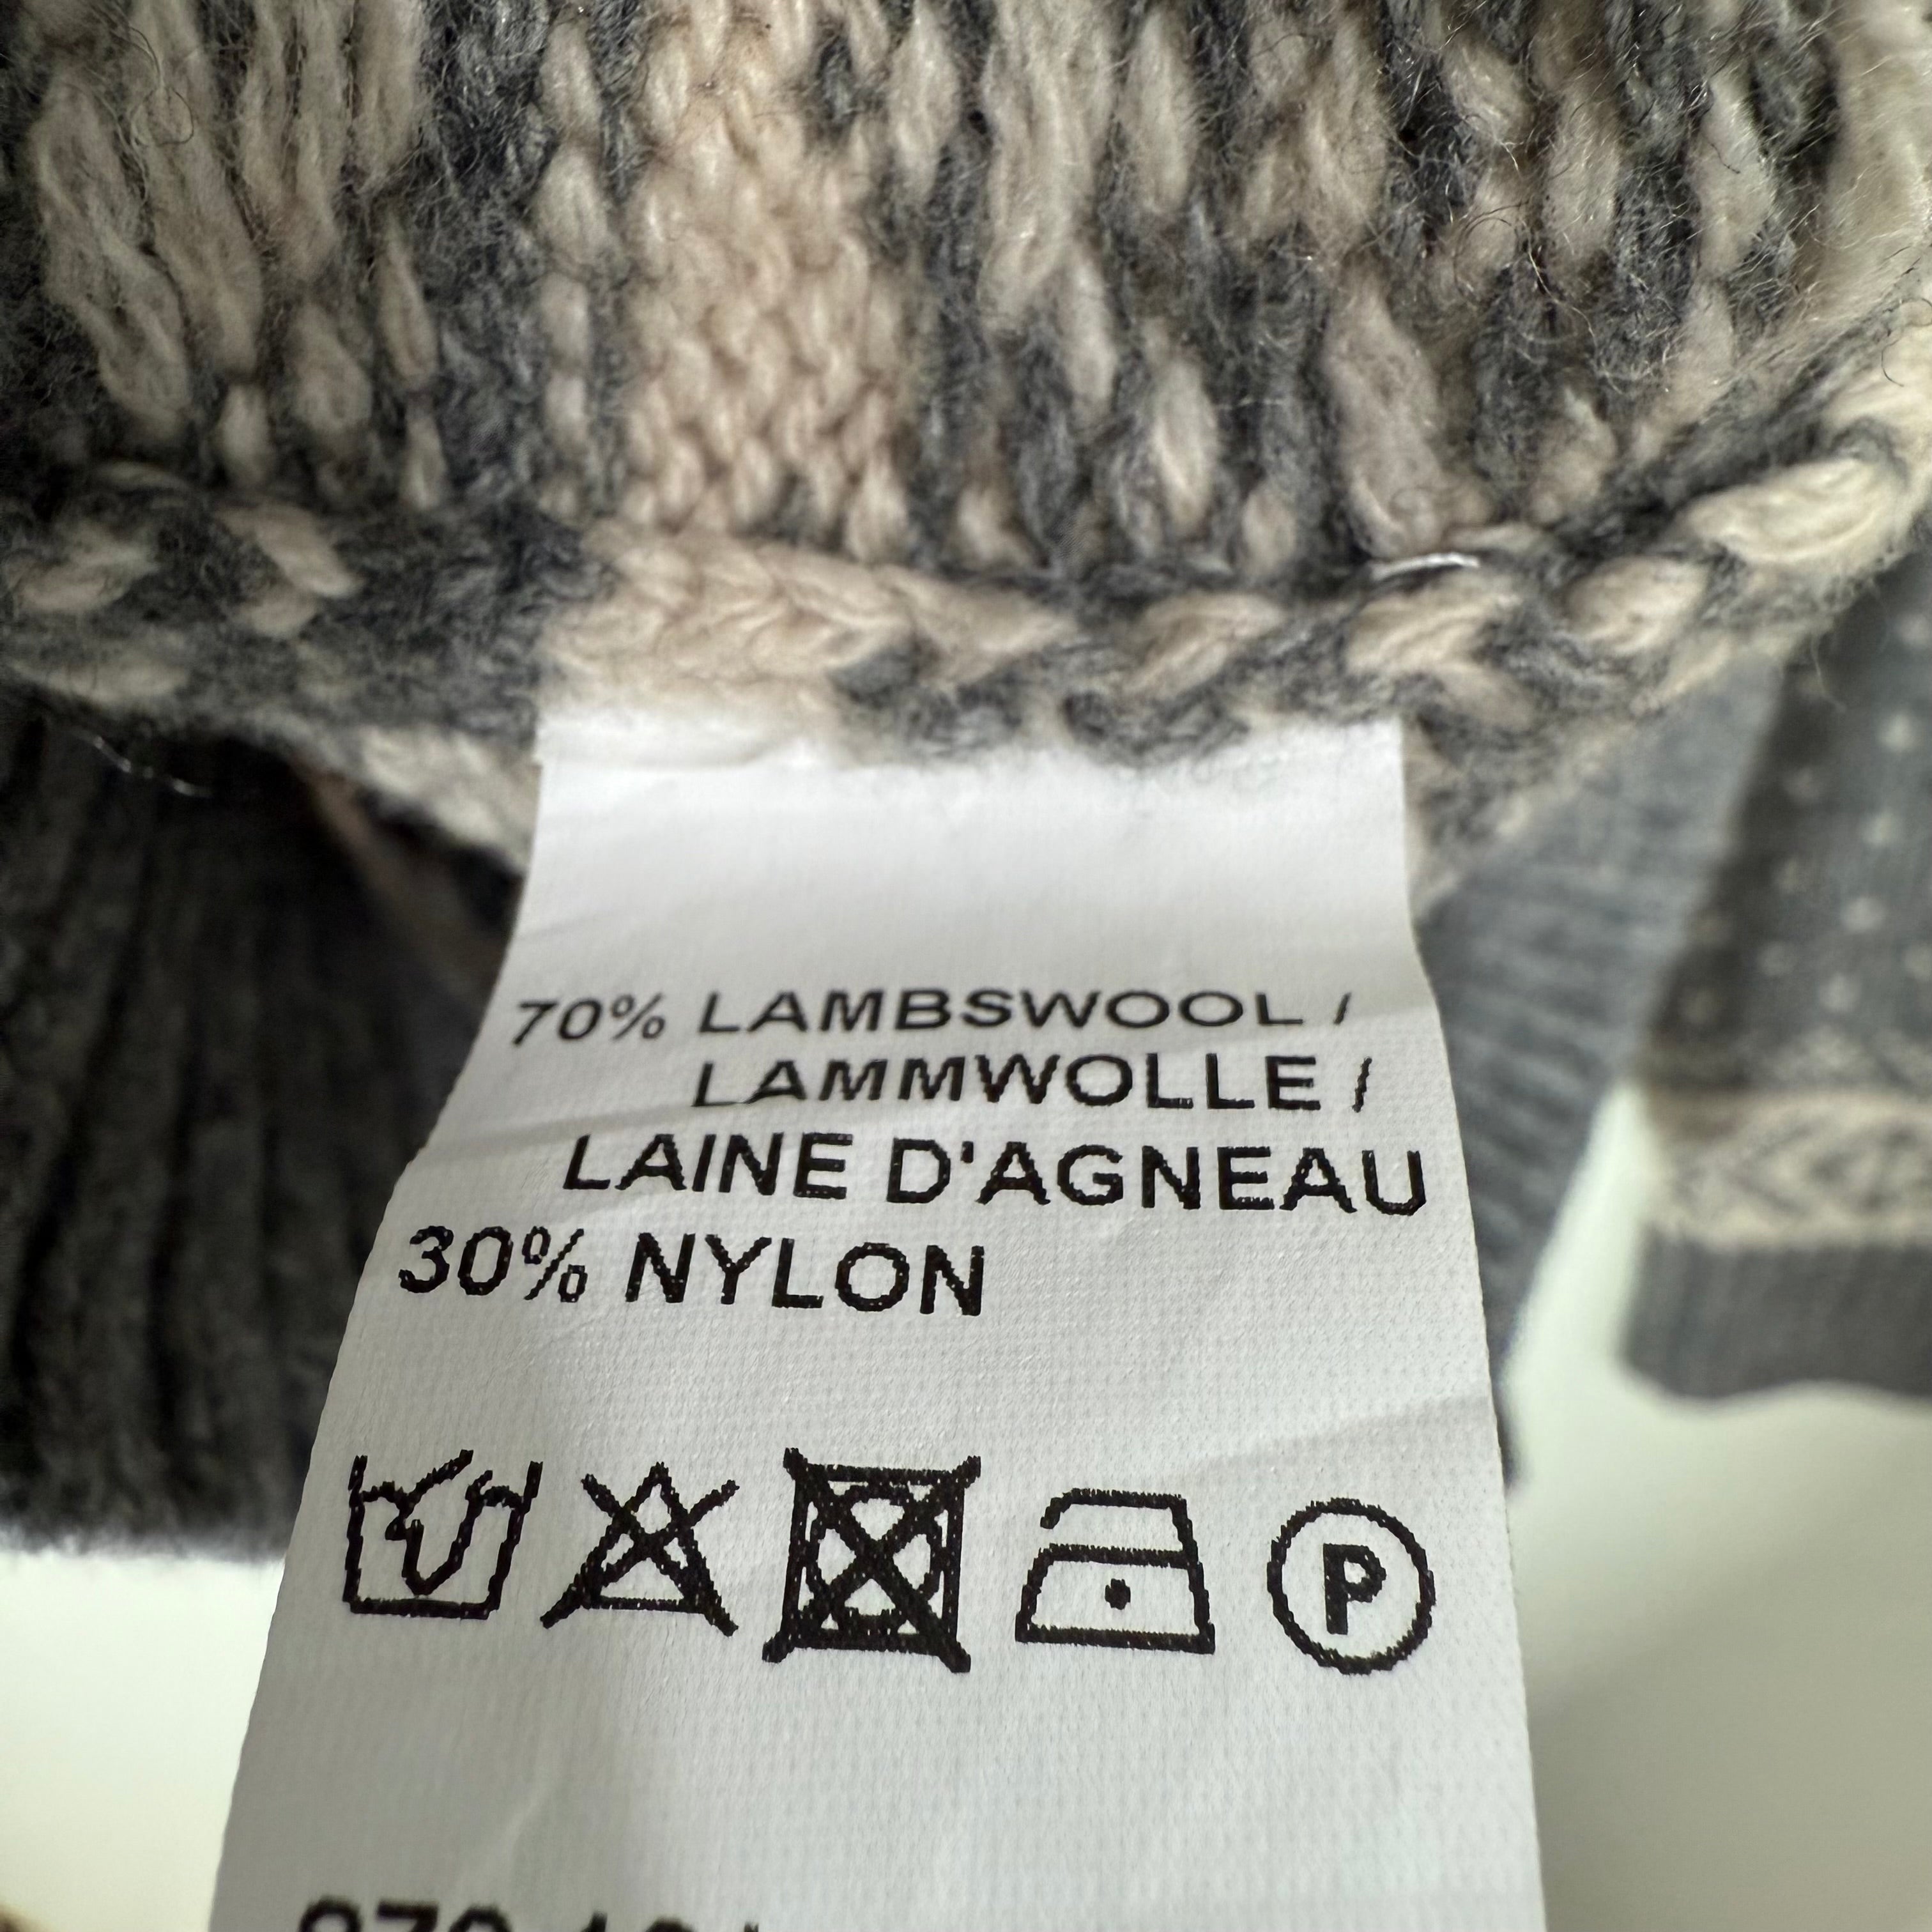 70% LAMBSWOOL /
LAMMWOLLE /
LAINE D'AGNEAU
30% NYLON
P